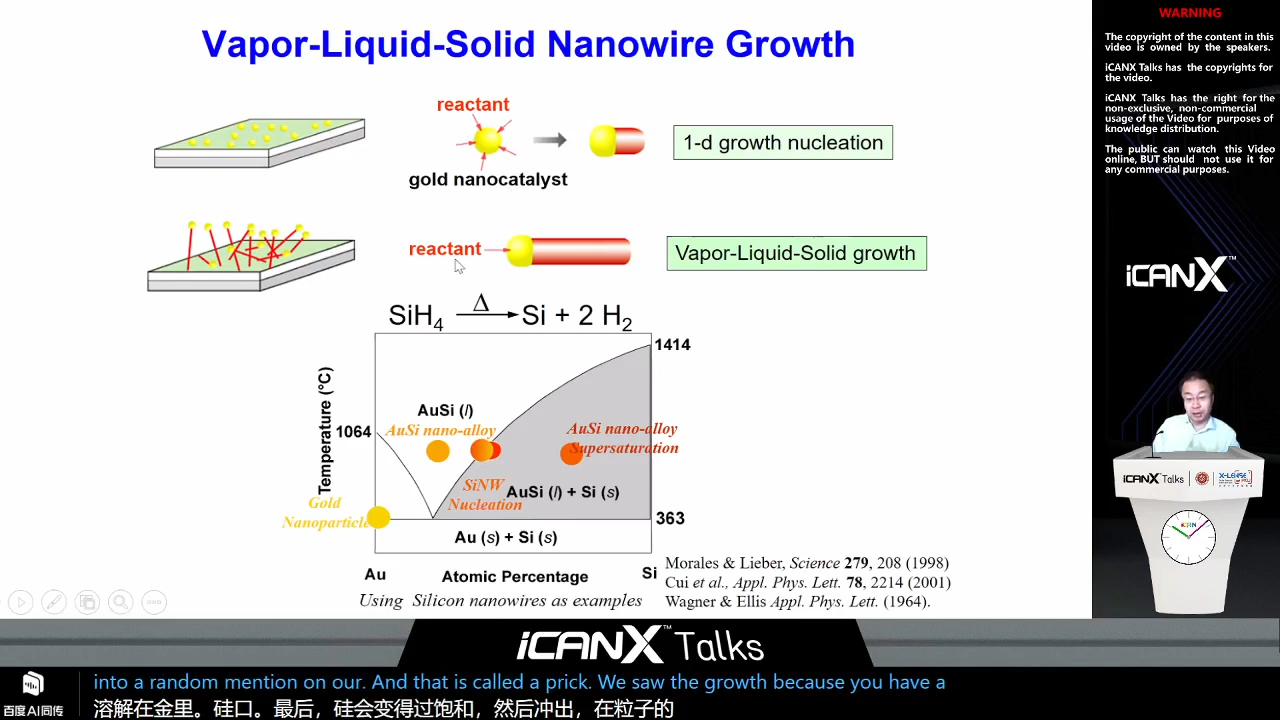 Vapor-Liquid-Solid Nanowire Growth
reactant
gold nanocatalyst
1-d growth nucleation
reactant
Vapor-Liquid-Solid growth
SiH4 Δ Si + 2 H2
1414
Temperature (°C)
1064
AuSi (l)
AuSi nano-alloy
AuSi nano-alloy
Supersaturation
SiNW
Nucleation
AuSi (l) + Si (s)
Gold
Nanoparticle
363
Au (s) + Si (s)
Au
Atomic Percentage
Si
Using Silicon nanowires as examples
Morales & Lieber, Science 279, 208 (1998)
Cui et al., Appl. Phys. Lett. 78, 2214 (2001)
Wagner & Ellis Appl. Phys. Lett. (1964).
WARNING
The copyright of the content in this
video is owned by the speakers.
iCANX Talks has the copyrights for
the video.
iCANX Talks has the right for the
non-exclusive, non-commercial
usage of the Video for purposes of
knowledge distribution.
The public can watch this Video
online, BUT should not use it for
any commercial purposes.
iCANX™
iCANX Talks
iCANX™ Talks
百度AI同传
into a random mention on our. And that is called a prick. We saw the growth because you have a
溶解在金里。硅口。最后，硅会变得过饱和，然后冲出，在粒子的